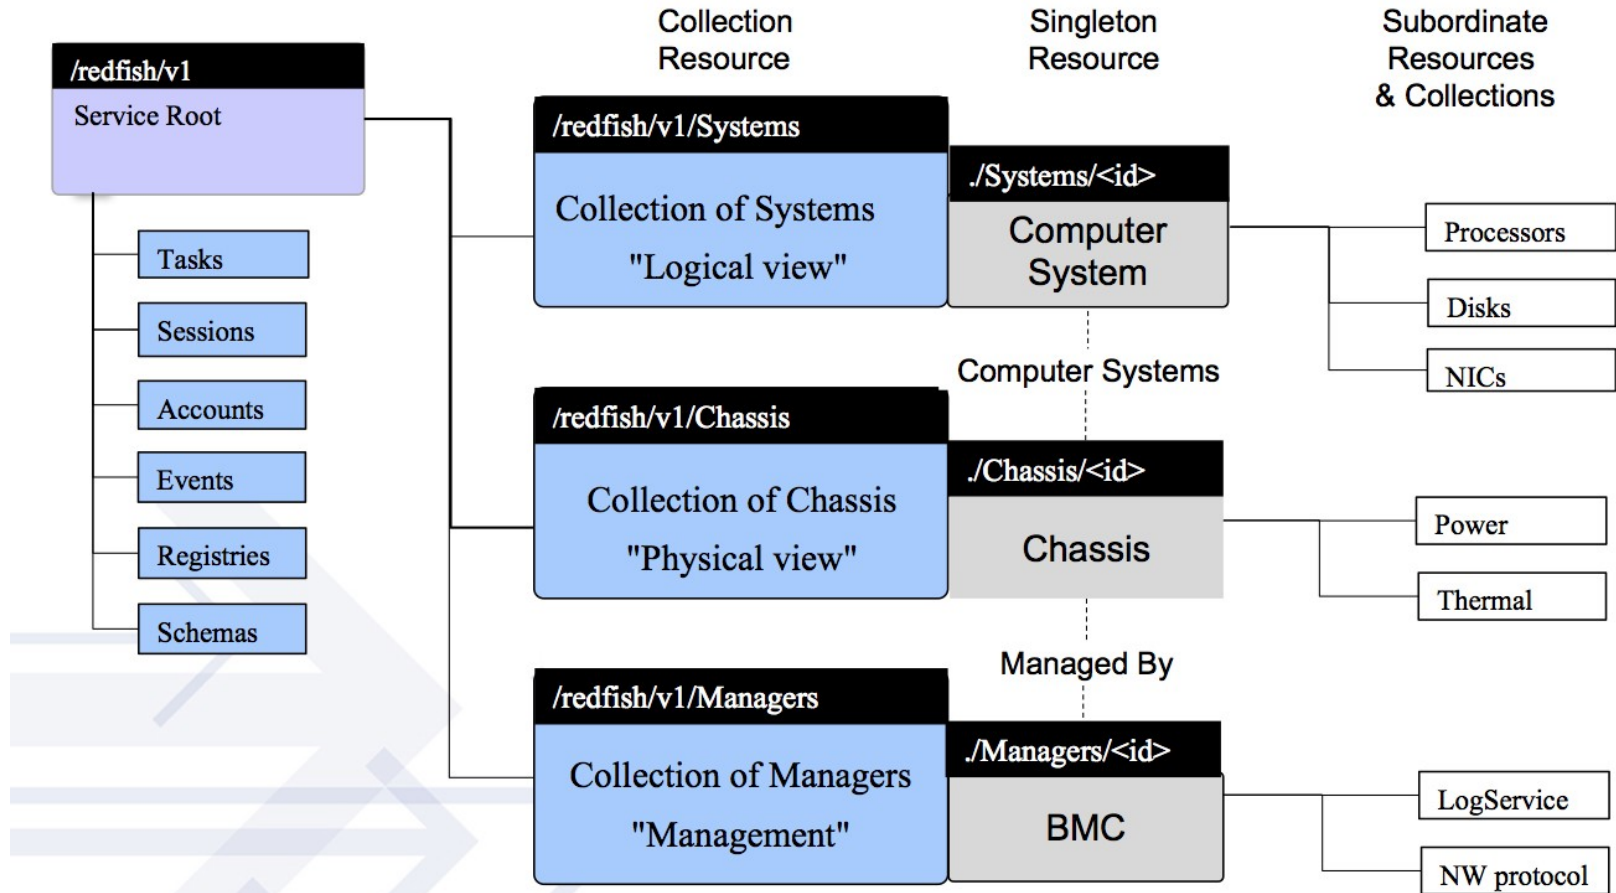 Collection
Resource
Singleton
Resource
Subordinate
Resources
& Collections
/redfish/v1
Service Root
Tasks
Sessions
Accounts
Events
Registries
Schemas
/redfish/v1/Systems
Collection of Systems
"Logical view"
./Systems/<id>
Computer
System
Processors
Disks
NICs
Computer Systems
/redfish/v1/Chassis
Collection of Chassis
"Physical view"
./Chassis/<id>
Chassis
Power
Thermal
Managed By
/redfish/v1/Managers
Collection of Managers
"Management"
./Managers/<id>
BMC
LogService
NW protocol